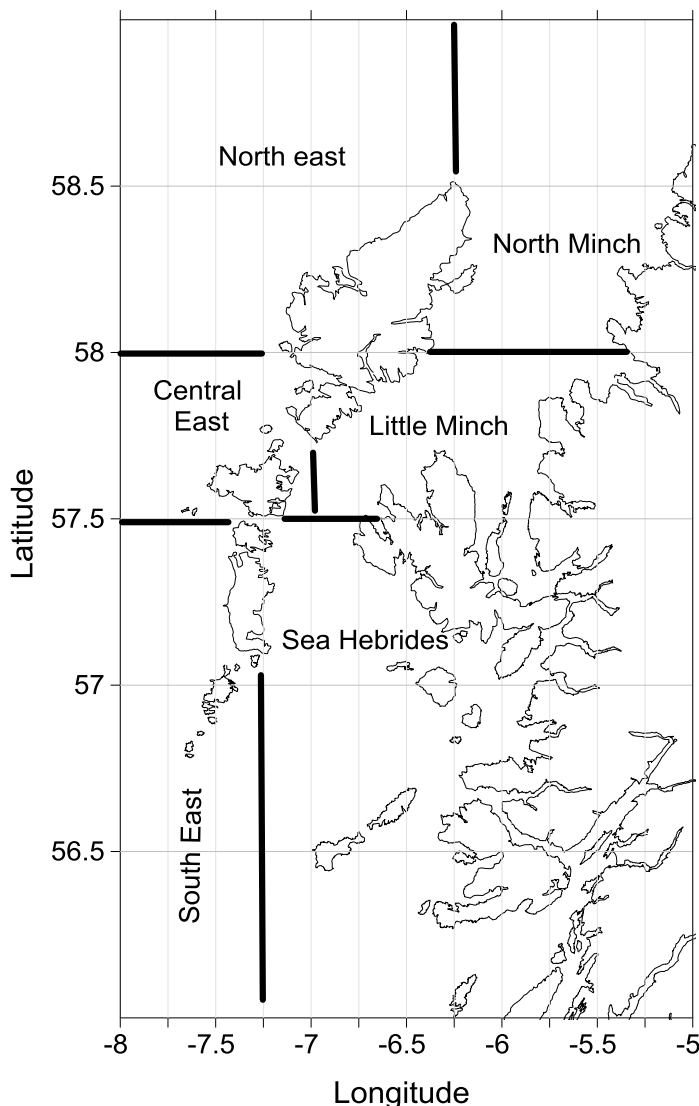 North east
58.5
North Minch
58
Central
East
Little Minch
Latitude
57.5
Sea Hebrides
57
South East
56.5
-8
-7.5
-7
-6.5
-6
-5.5
-5
Longitude